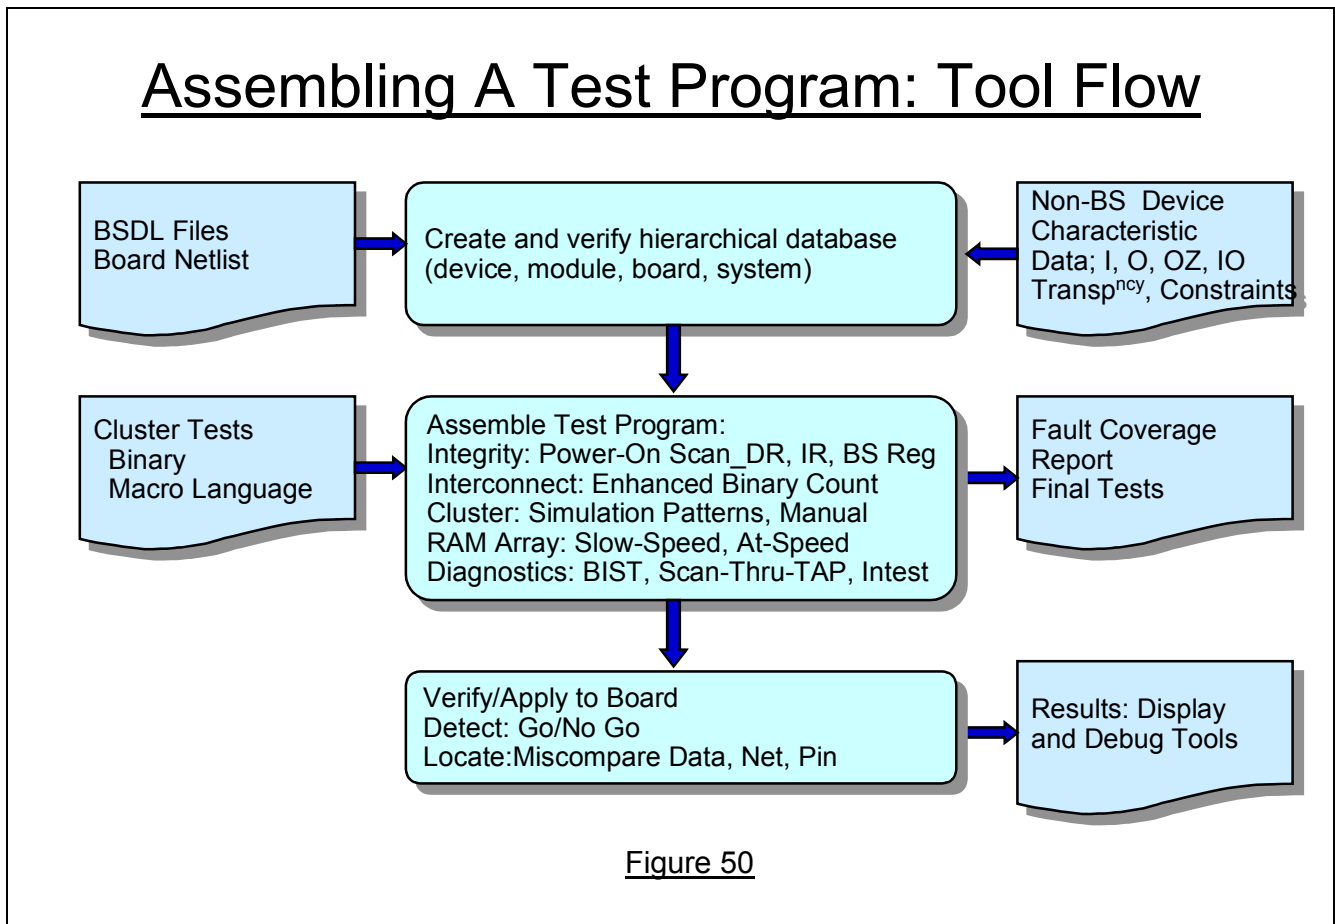 Assembling A Test Program: Tool Flow
BSDL Files
Board Netlist
Create and verify hierarchical database
(device, module, board, system)
Non-BS Device
Characteristic
Data; I, O, OZ, IO
Transpⁿᶜʸ, Constraints
Cluster Tests
Binary
Macro Language
Assemble Test Program:
Integrity: Power-On Scan_DR, IR, BS Reg
Interconnect: Enhanced Binary Count
Cluster: Simulation Patterns, Manual
RAM Array: Slow-Speed, At-Speed
Diagnostics: BIST, Scan-Thru-TAP, Intest
Fault Coverage
Report
Final Tests
Verify/Apply to Board
Detect: Go/No Go
Locate:Miscompare Data, Net, Pin
Results: Display
and Debug Tools
Figure 50